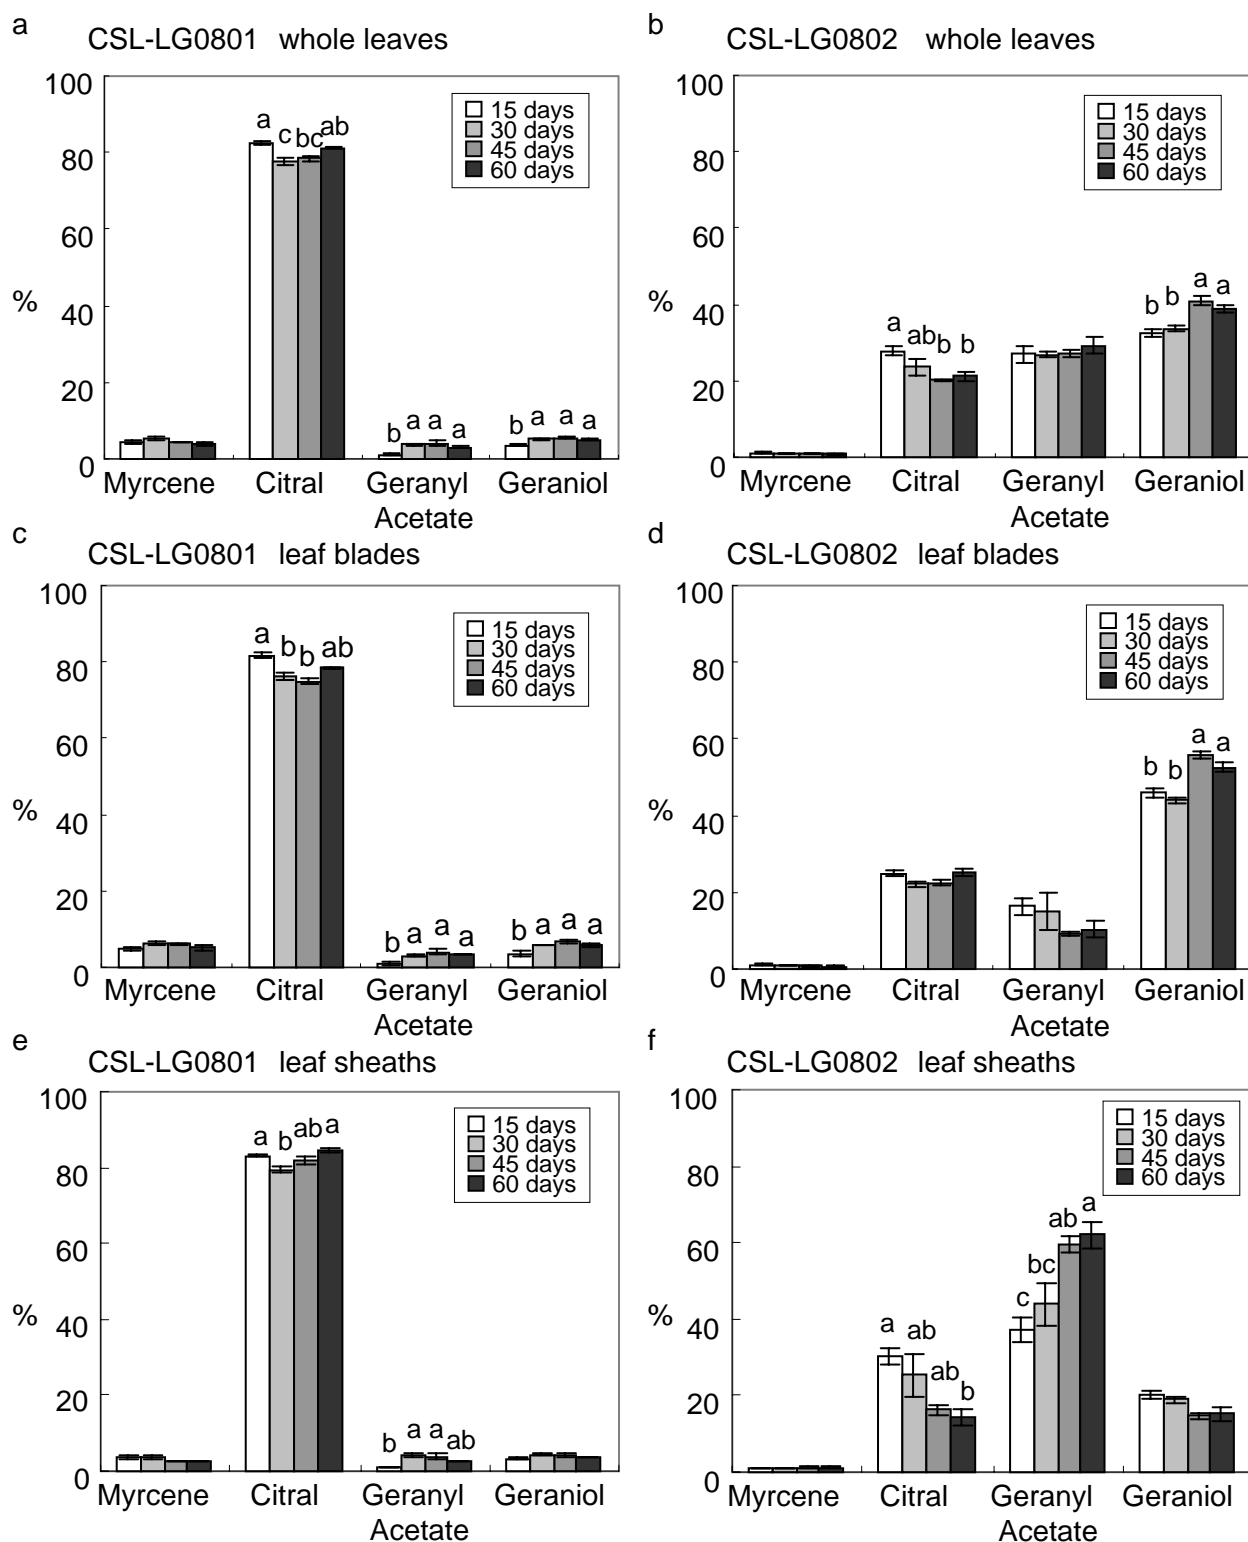 a
CSL-LG0801 whole leaves
100
80
60
%
40
20
0
15 days
30 days
45 days
60 days
a c bc ab
b a a a
b a a a
Myrcene Citral Geranyl Acetate Geraniol
b
CSL-LG0802 whole leaves
100
80
60
%
40
20
0
15 days
30 days
45 days
60 days
a ab b b
b b a a
Myrcene Citral Geranyl Acetate Geraniol
c
CSL-LG0801 leaf blades
100
80
60
%
40
20
0
15 days
30 days
45 days
60 days
a b b ab
b a a a
b a a a
Myrcene Citral Geranyl Acetate Geraniol
d
CSL-LG0802 leaf blades
100
80
60
%
40
20
0
15 days
30 days
45 days
60 days
b b a a
Myrcene Citral Geranyl Acetate Geraniol
e
CSL-LG0801 leaf sheaths
100
80
60
%
40
20
0
15 days
30 days
45 days
60 days
a b ab a
b a a ab
Myrcene Citral Geranyl Acetate Geraniol
f
CSL-LG0802 leaf sheaths
100
80
60
%
40
20
0
15 days
30 days
45 days
60 days
a ab ab b
c bc ab a
Myrcene Citral Geranyl Acetate Geraniol